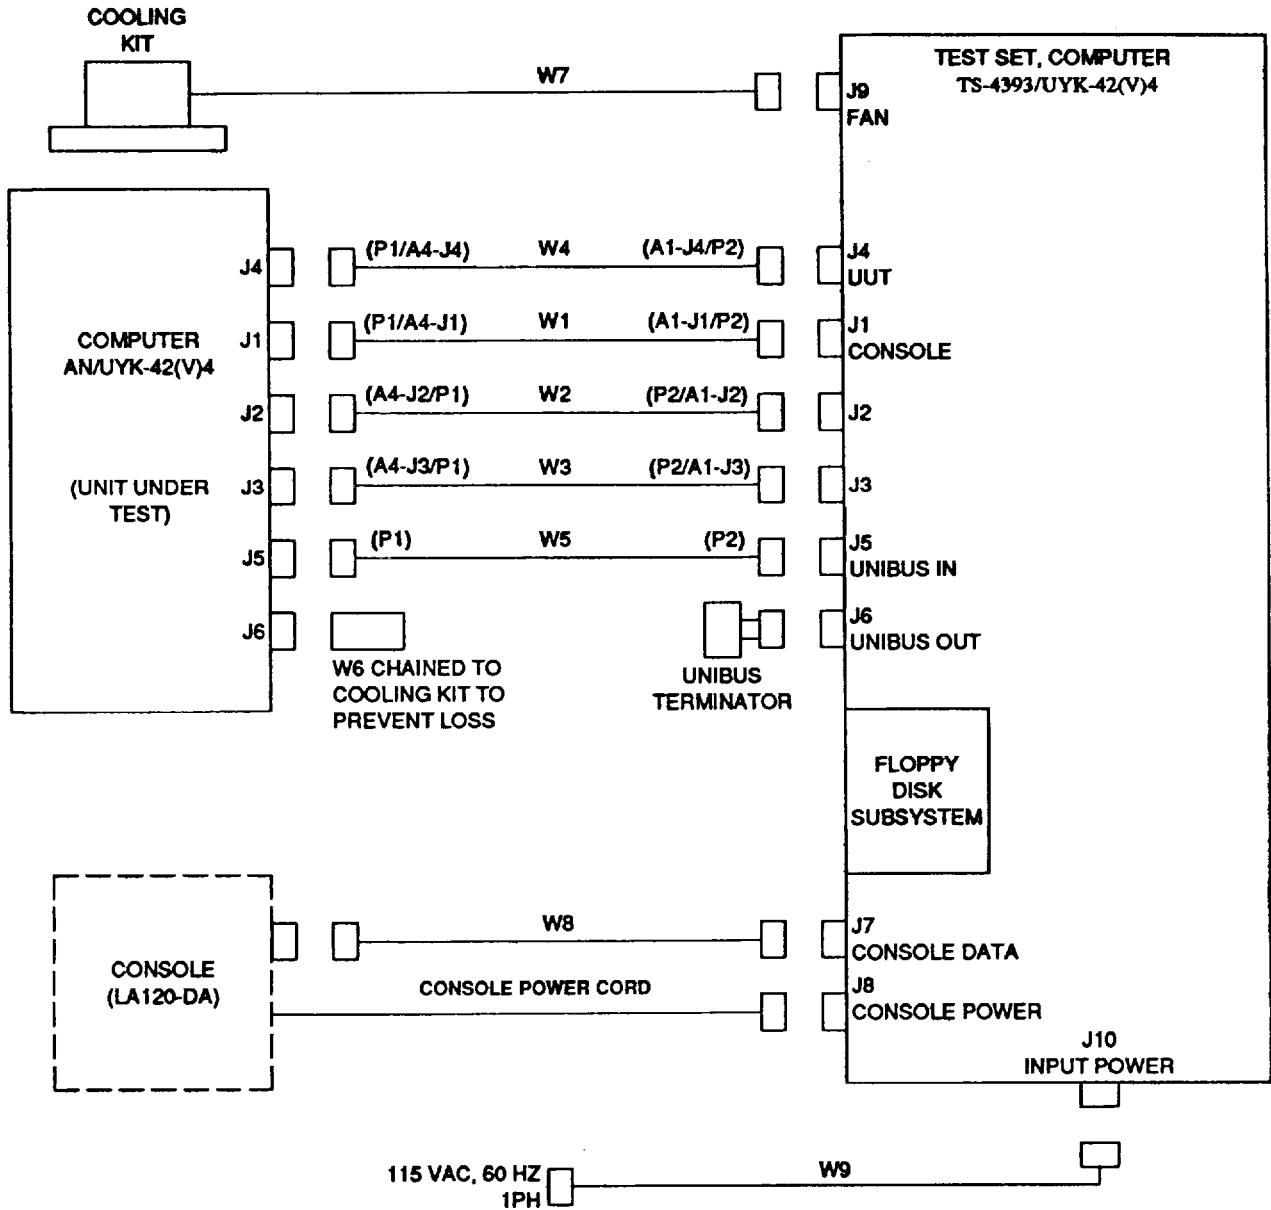 COOLING
KIT
W7
TEST SET, COMPUTER
TS-4393/UYK-42(V)4
J9
FAN
J4
(P1/A4-J4)
W4
(A1-J4/P2)
J4
UUT
COMPUTER
AN/UYK-42(V)4
J1
(P1/A4-J1)
W1
(A1-J1/P2)
J1
CONSOLE
J2
(A4-J2/P1)
W2
(P2/A1-J2)
J2
(UNIT UNDER
TEST)
J3
(A4-J3/P1)
W3
(P2/A1-J3)
J3
J5
(P1)
W5
(P2)
J5
UNIBUS IN
J6
W6 CHAINED TO
COOLING KIT TO
PREVENT LOSS
UNIBUS
TERMINATOR
J6
UNIBUS OUT
FLOPPY
DISK
SUBSYSTEM
CONSOLE
(LA120-DA)
W8
J7
CONSOLE DATA
CONSOLE POWER CORD
J8
CONSOLE POWER
J10
INPUT POWER
115 VAC, 60 HZ
1PH
W9